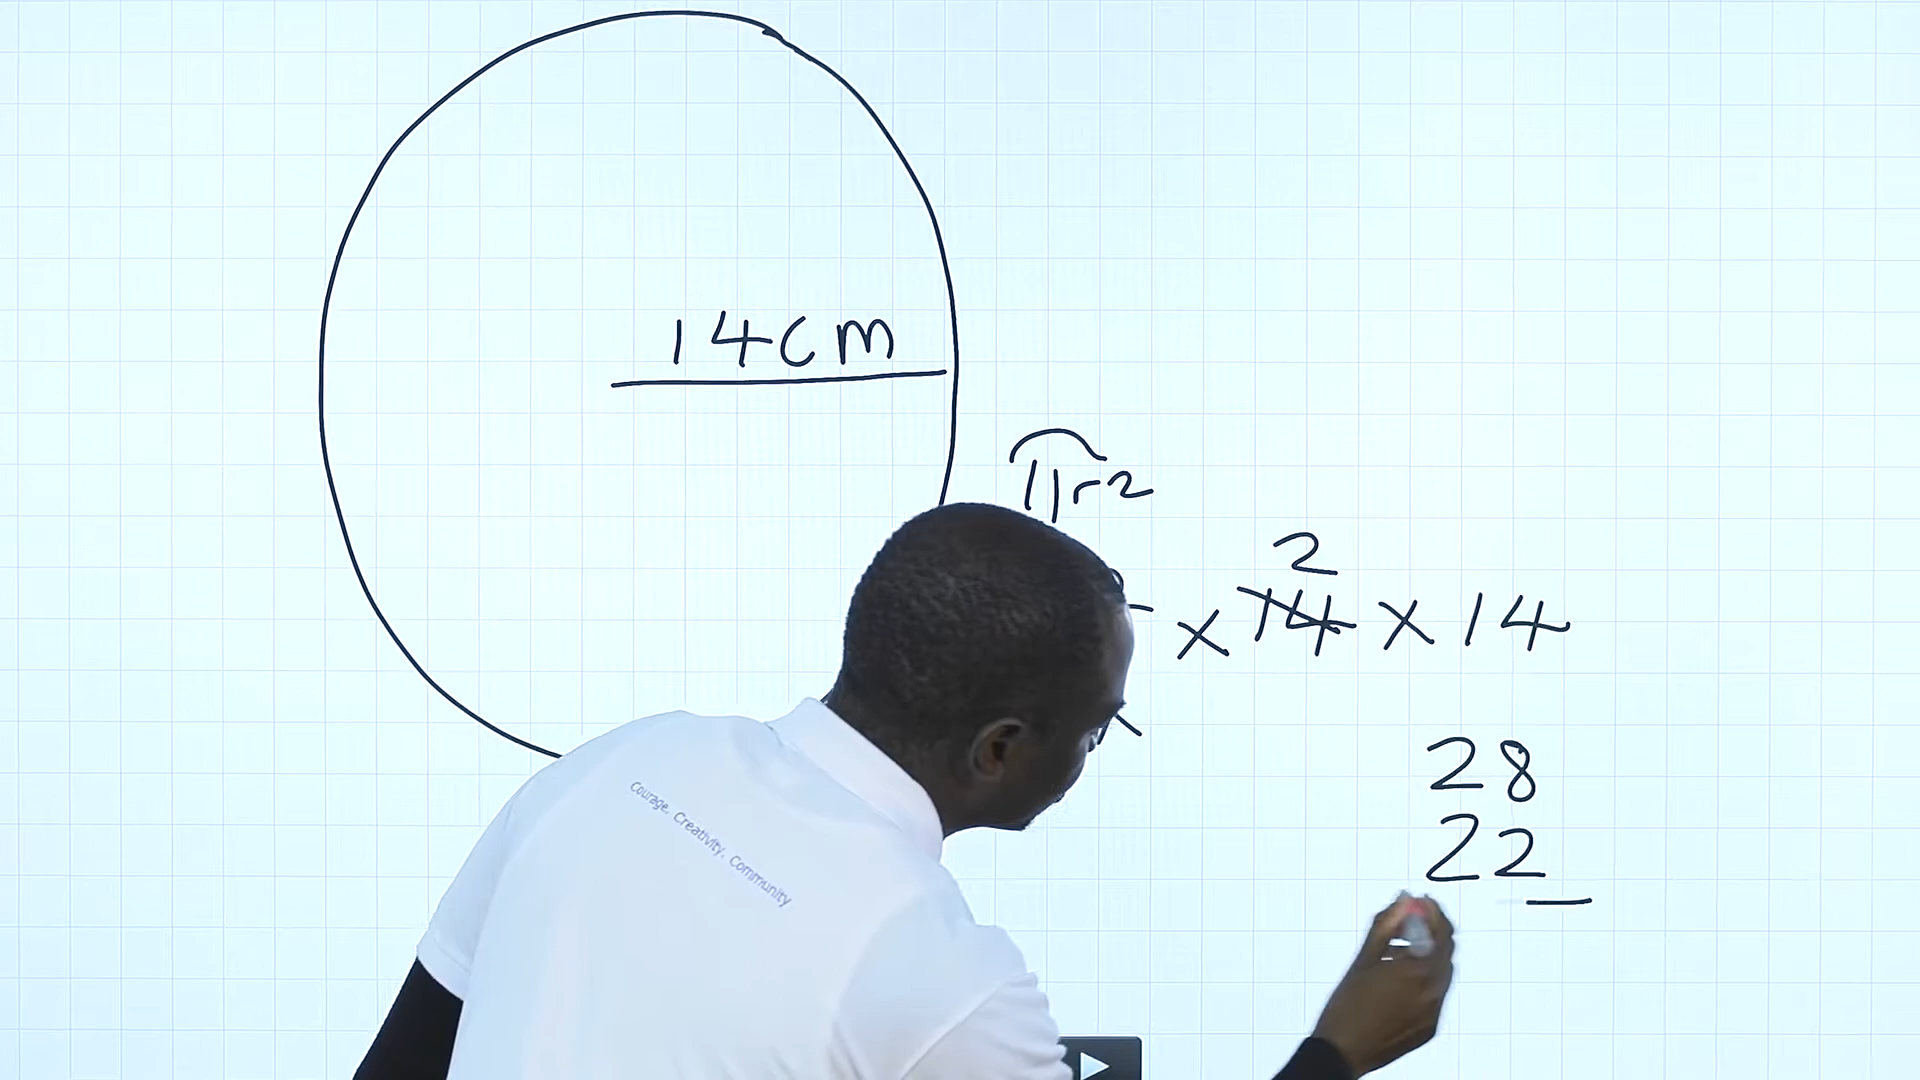 14cm
πr2
2
× 14 × 14
28
22
Courage. Creativity. Community